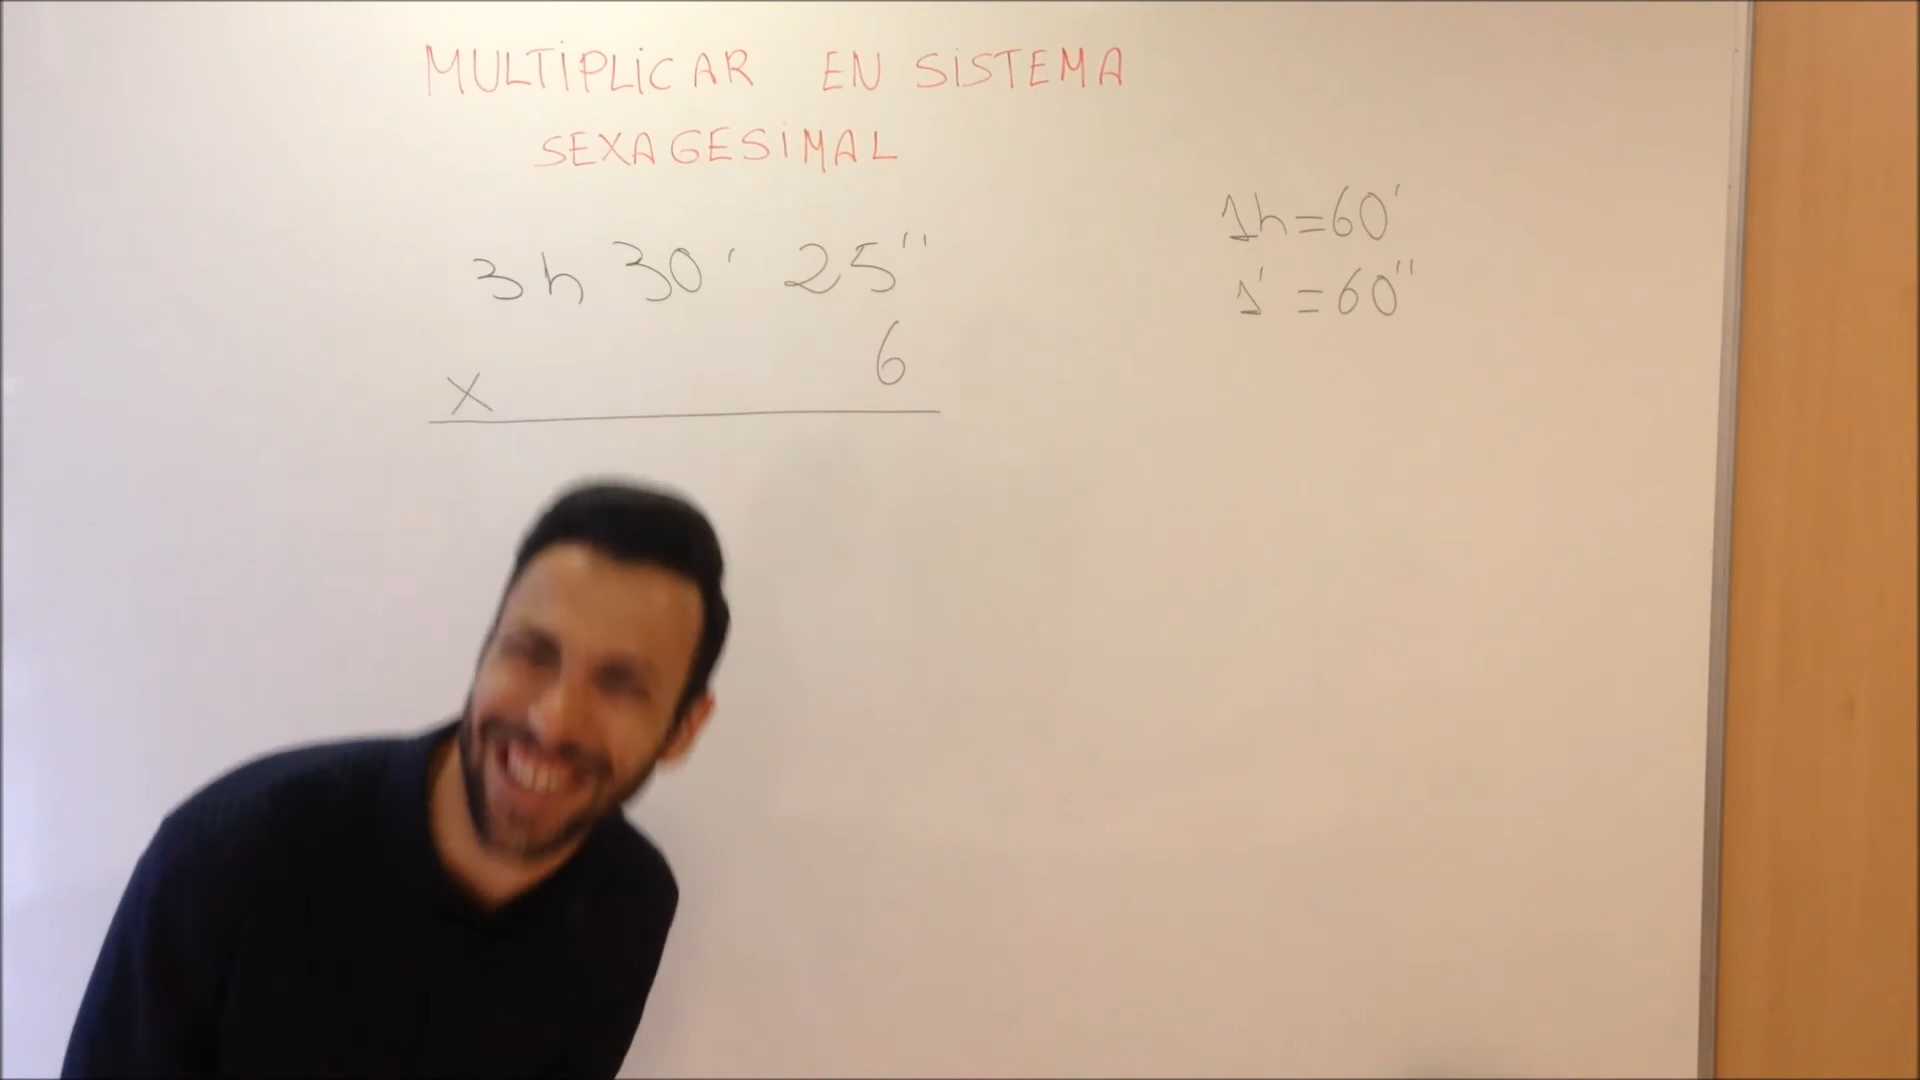 MULTIPLICAR EN SISTEMA
SEXAGESIMAL
3h 30' 25''
x 6
1h=60'
1'=60''